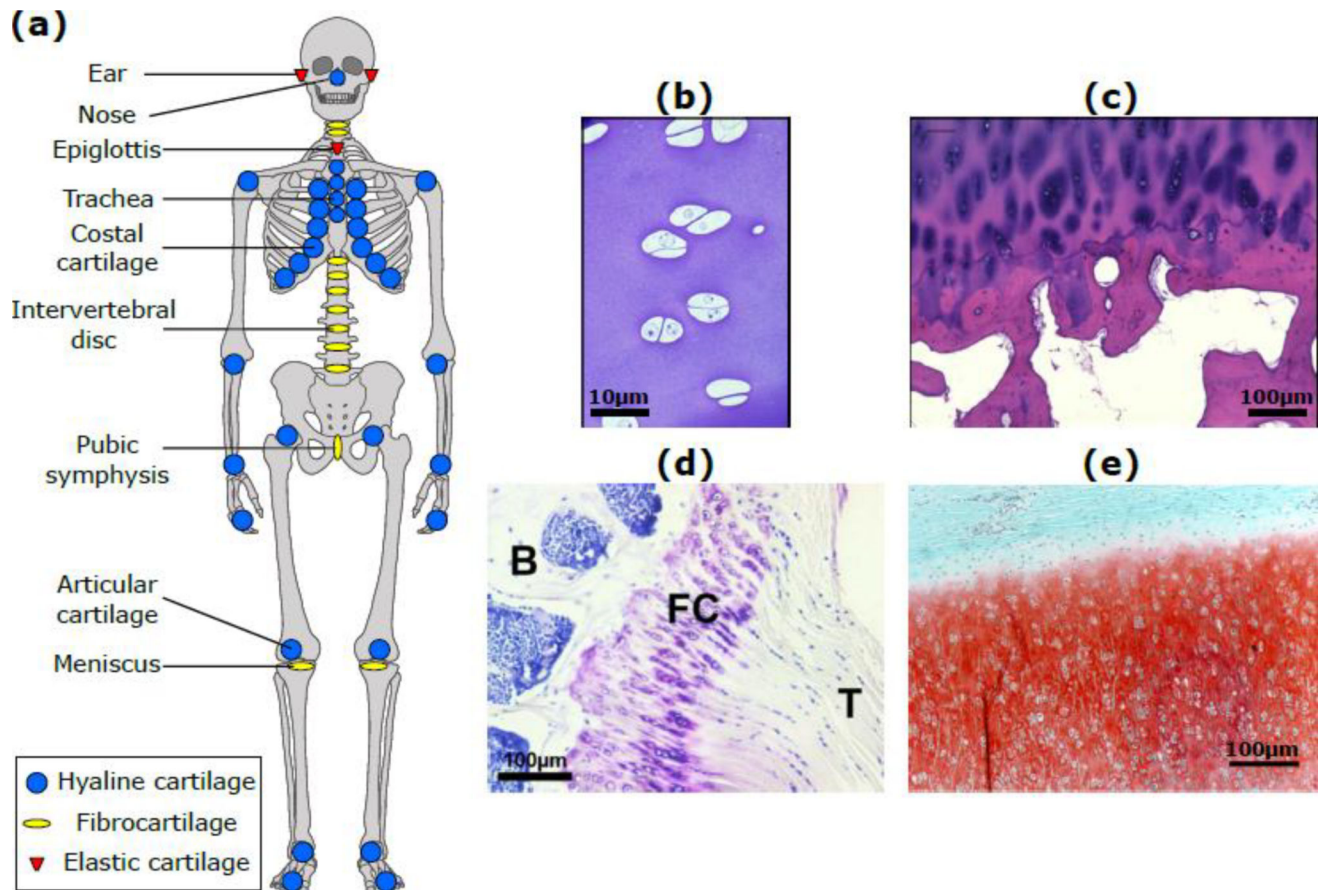 (a)
Ear
Nose
Epiglottis
Trachea
Costal
cartilage
Intervertebral
disc
Pubic
symphysis
Articular
cartilage
Meniscus
Hyaline cartilage
Fibrocartilage
Elastic cartilage
(b)
10μm
(c)
100μm
(d)
B
FC
T
100μm
(e)
100μm